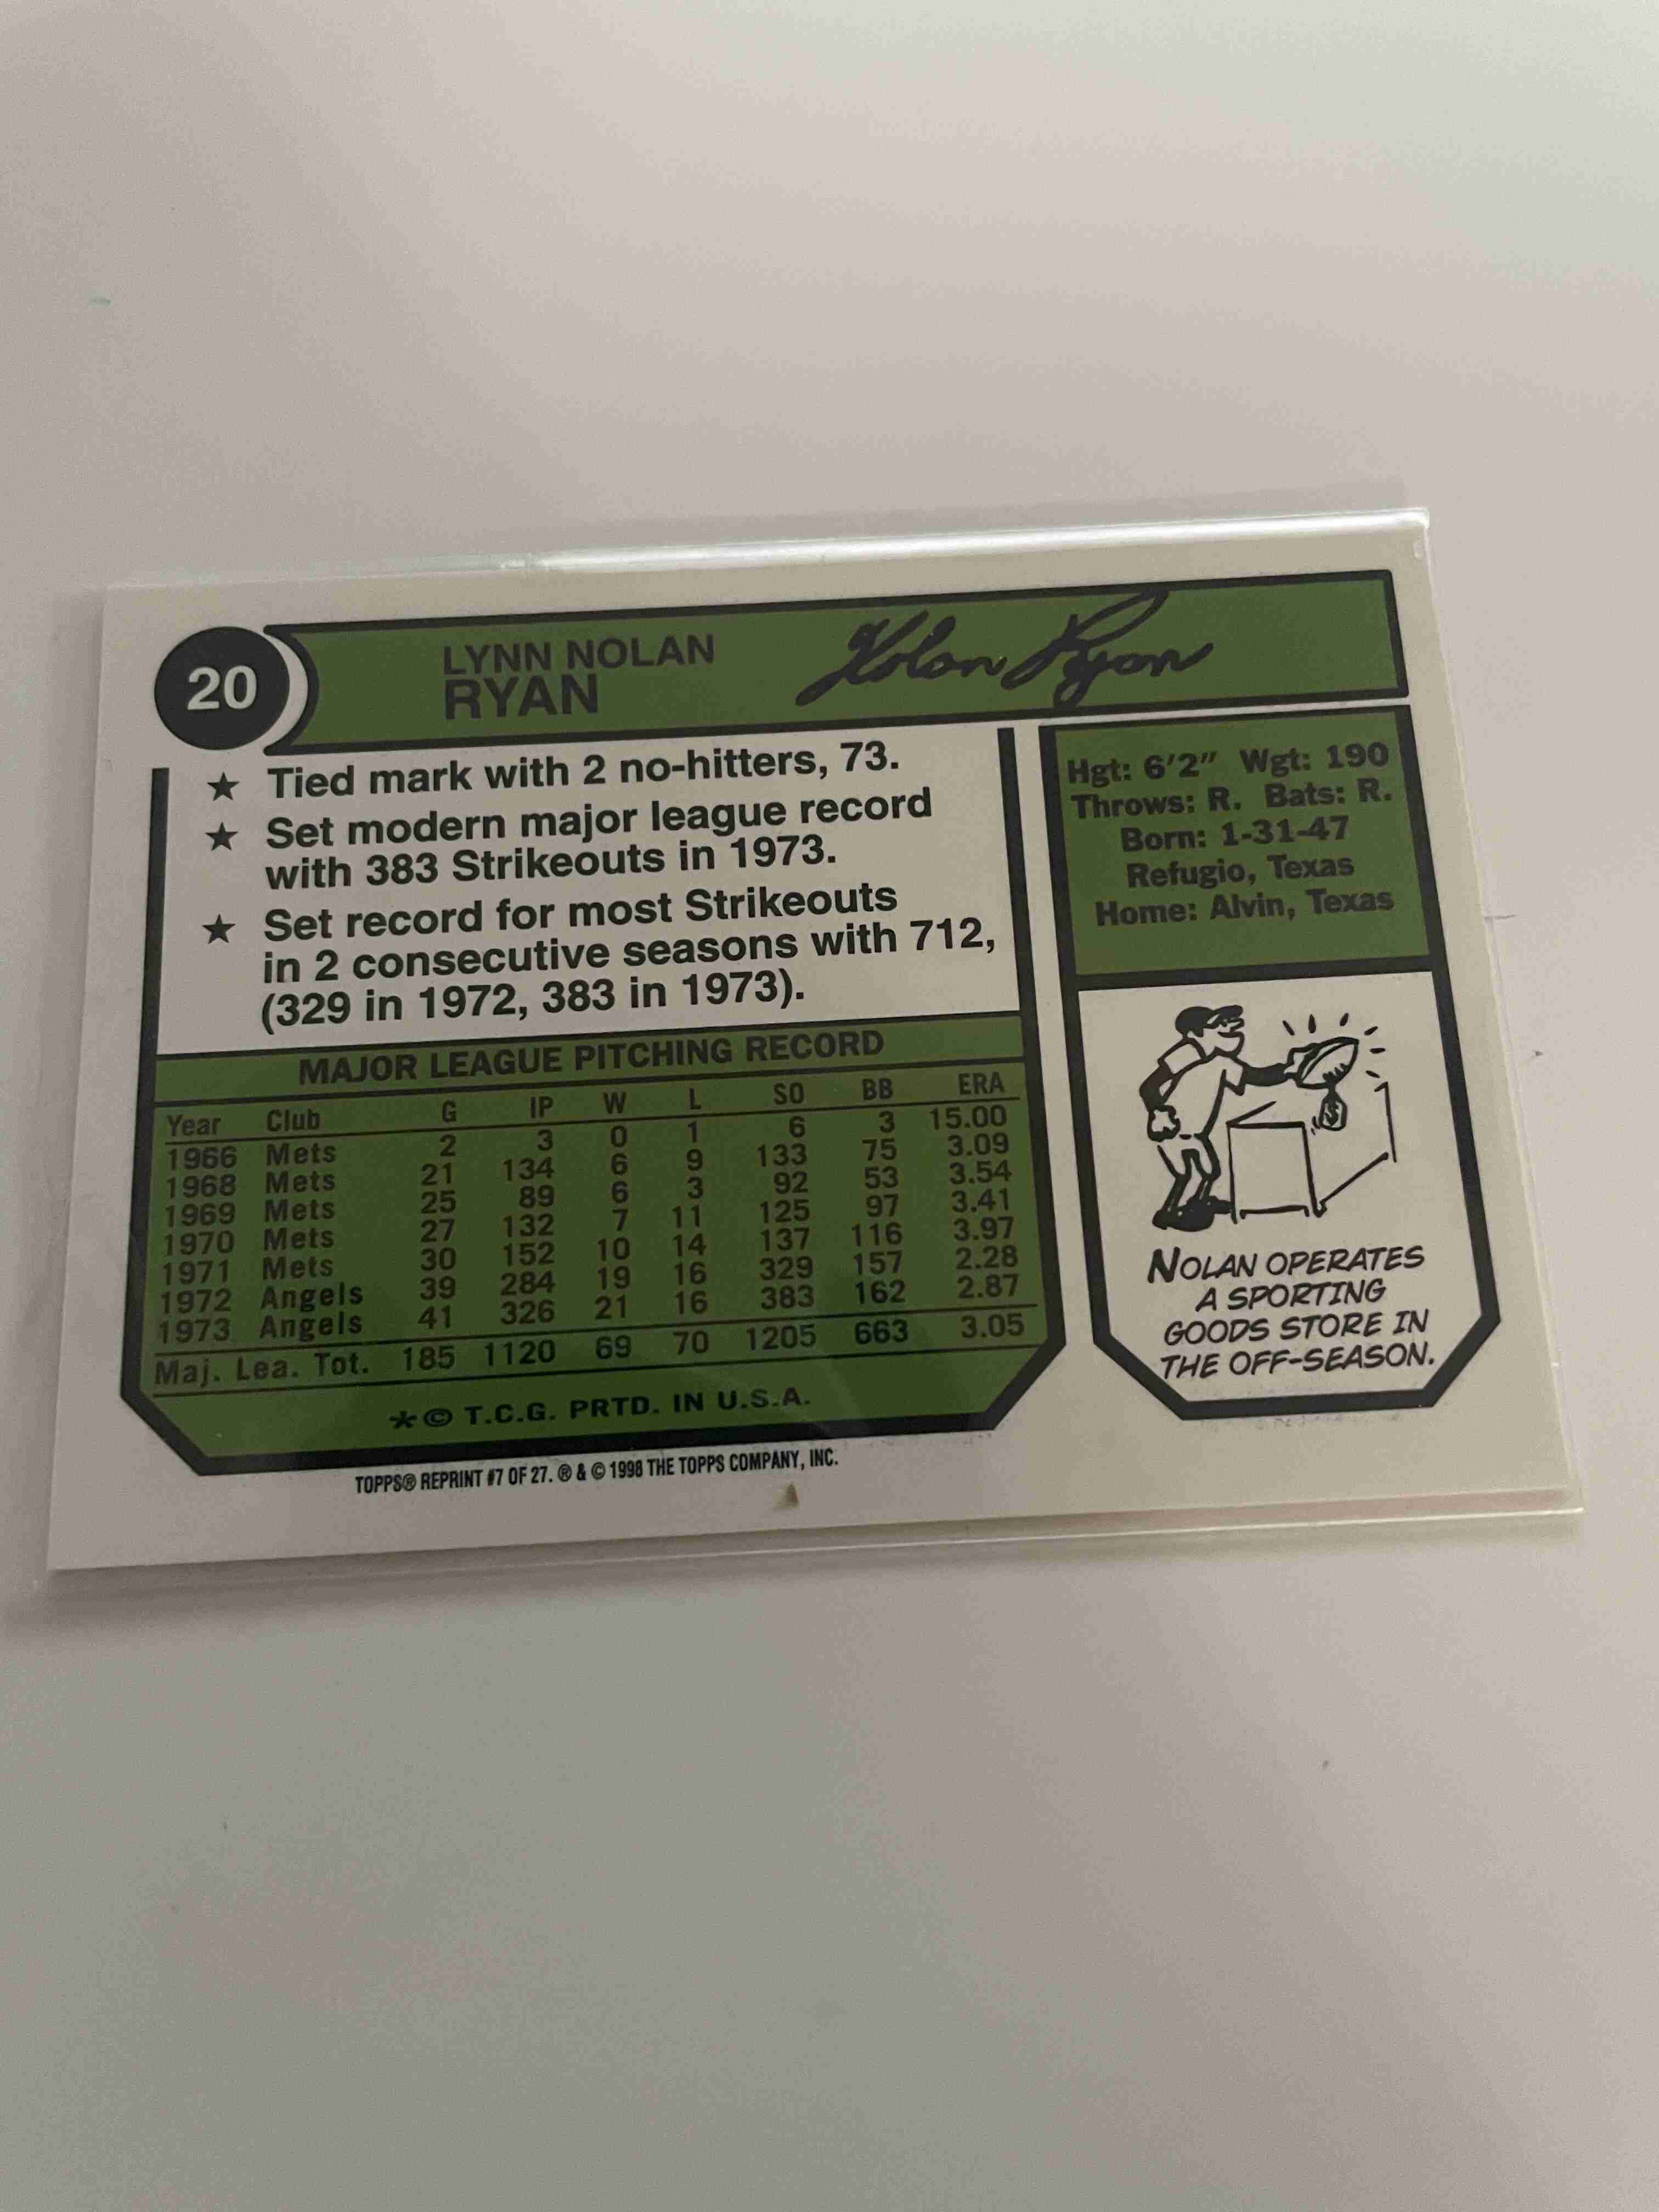 20
LYNN NOLAN
RYAN
Nolan Ryan
★ Tied mark with 2 no-hitters, 73.
★ Set modern major league record
with 383 Strikeouts in 1973.
★ Set record for most Strikeouts
in 2 consecutive seasons with 712,
(329 in 1972, 383 in 1973).
MAJOR LEAGUE PITCHING RECORD
Year Club G IP W L SO BB ERA
1966 Mets 2 3 0 1 6 3 15.00
1968 Mets 21 134 6 9 133 75 3.09
1969 Mets 25 89 6 3 92 53 3.54
1970 Mets 27 132 7 11 125 97 3.41
1971 Mets 30 152 10 14 137 116 3.97
1972 Angels 39 284 19 16 329 157 2.28
1973 Angels 41 326 21 16 383 162 2.87
Maj. Lea. Tot. 185 1120 69 70 1205 663 3.05
*© T.C.G. PRTD. IN U.S.A.
TOPPS® REPRINT #7 OF 27. ® & © 1998 THE TOPPS COMPANY, INC.
Hgt: 6'2" Wgt: 190
Throws: R. Bats: R.
Born: 1-31-47
Refugio, Texas
Home: Alvin, Texas
$
NOLAN OPERATES
A SPORTING
GOODS STORE IN
THE OFF-SEASON.